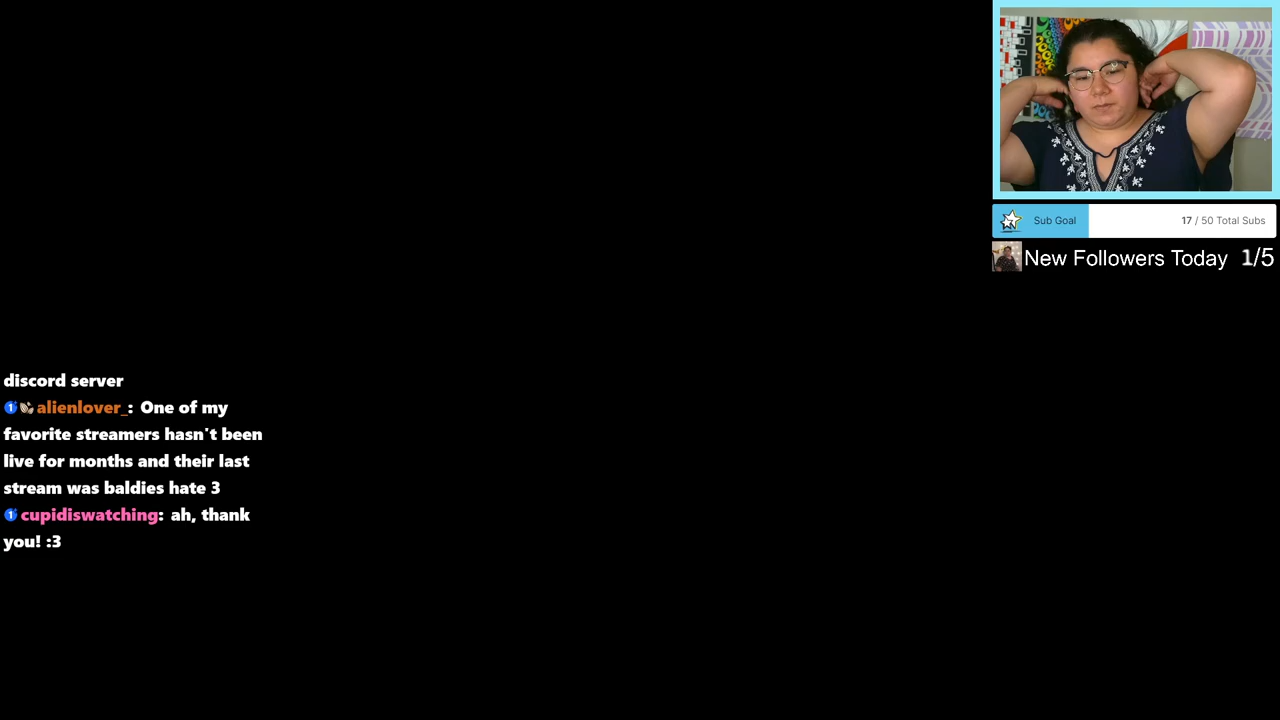 Sub Goal 17 / 50 Total Subs
New Followers Today 1/5
discord server
alienlover_: One of my
favorite streamers hasn't been
live for months and their last
stream was baldies hate 3
cupidiswatching: ah, thank
you! :3